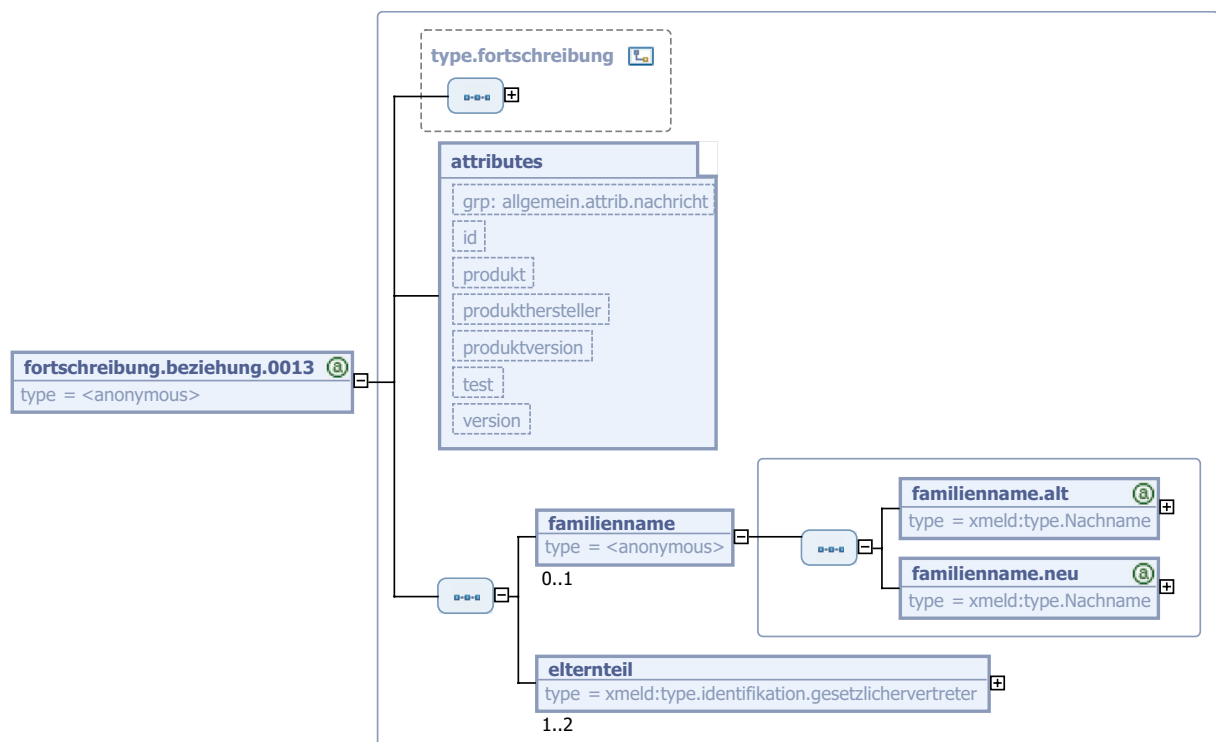 type.fortschreibung
attributes
grp: allgemein.attrib.nachricht
id
produkt
produkthersteller
produktversion
test
version
fortschreibung.beziehung.0013 @
type = <anonymous>
familienname
type = <anonymous>
0..1
familienname.alt @
type = xmeld:type.Nachname
familienname.neu @
type = xmeld:type.Nachname
elternteil
type = xmeld:type.identifikation.gesetzlichervertreter
1..2